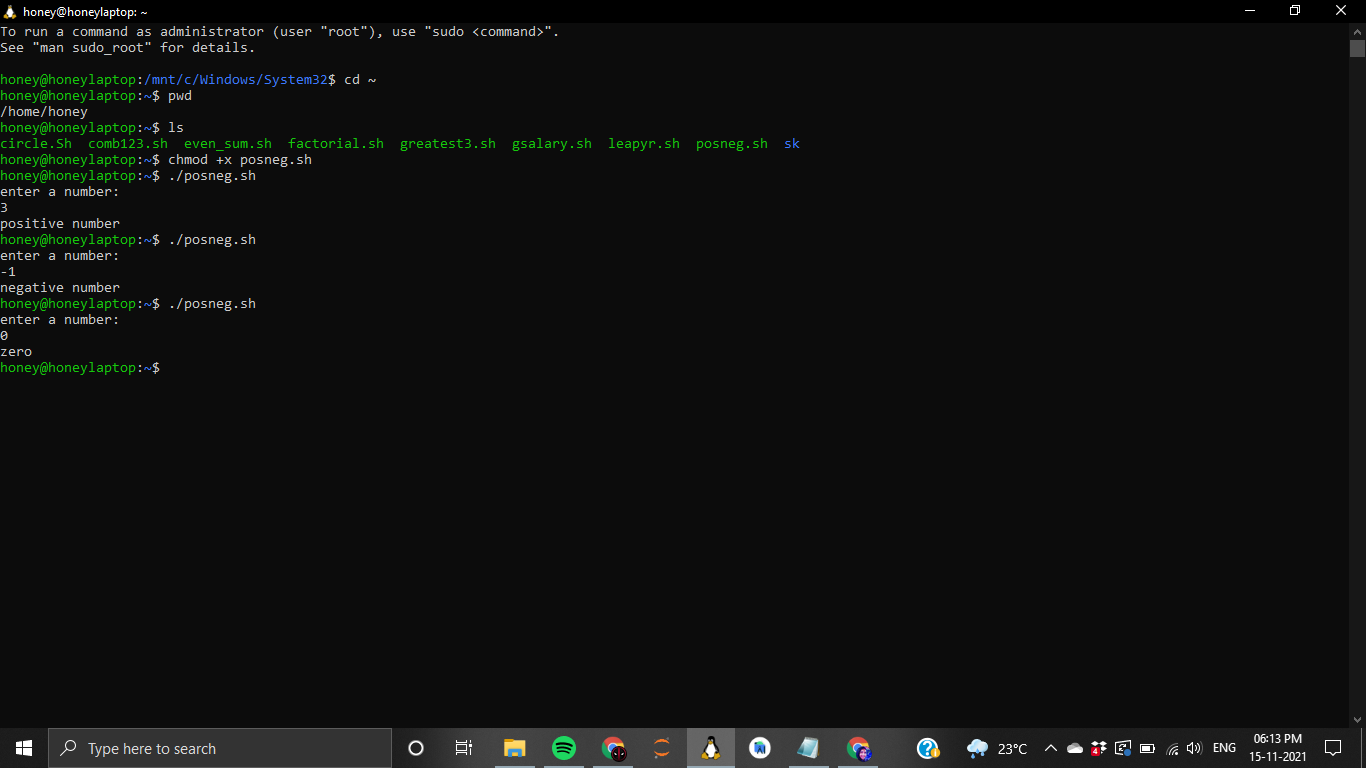 honey@honeylaptop: ~
To run a command as administrator (user "root"), use "sudo <command>".
See "man sudo_root" for details.
honey@honeylaptop:/mnt/c/Windows/System32$ cd ~
honey@honeylaptop:~$ pwd
/home/honey
honey@honeylaptop:~$ ls
circle.Sh  comb123.sh  even_sum.sh  factorial.sh  greatest3.sh  gsalary.sh  leapyr.sh  posneg.sh  sk
honey@honeylaptop:~$ chmod +x posneg.sh
honey@honeylaptop:~$ ./posneg.sh
enter a number:
3
positive number
honey@honeylaptop:~$ ./posneg.sh
enter a number:
-1
negative number
honey@honeylaptop:~$ ./posneg.sh
enter a number:
0
zero
honey@honeylaptop:~$
Type here to search
23°C
4
ENG
06:13 PM
15-11-2021